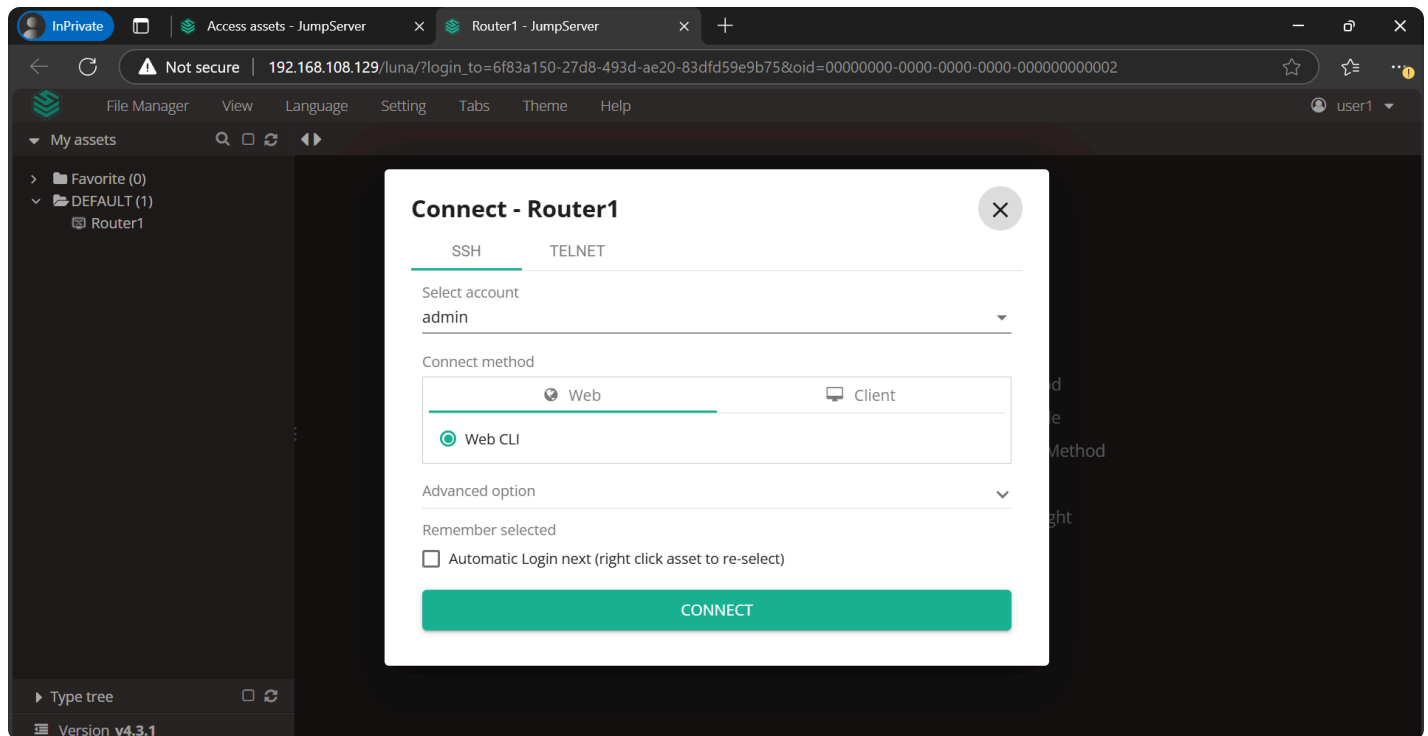 InPrivate
Access assets - JumpServer
Router1 - JumpServer
Not secure
192.168.108.129/luna/?login_to=6f83a150-27d8-493d-ae20-83dfd59e9b75&oid=00000000-0000-0000-0000-000000000002
File Manager View Language Setting Tabs Theme Help
user1
My assets
Favorite (0)
DEFAULT (1)
Router1
Connect - Router1
SSH TELNET
Select account
admin
Connect method
Web Client
Web CLI
Advanced option
Remember selected
Automatic Login next (right click asset to re-select)
CONNECT
Method
Type tree
Version v4.3.1